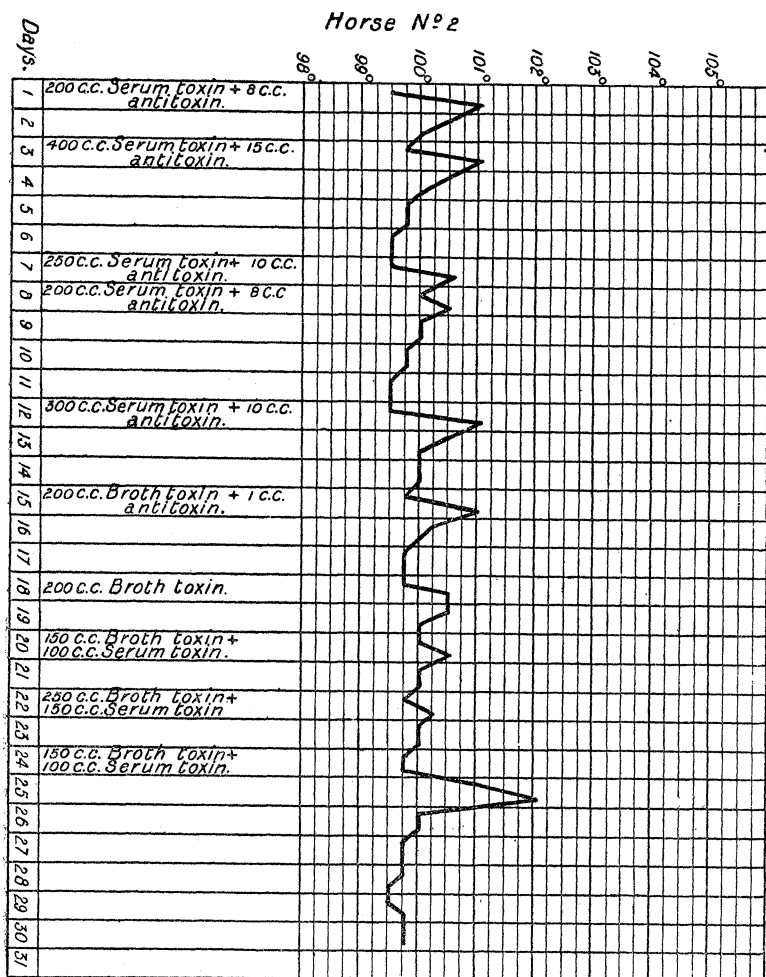 Horse Nº 2
Days.
98° 99° 100° 101° 102° 103° 104° 105°
1 200 c.c. Serum toxin + 8 c.c.
antitoxin.
2
3 400 c.c. Serum toxin + 15 c.c.
antitoxin.
4
5
6
7 250 c.c. Serum toxin + 10 c.c.
antitoxin.
8 200 c.c. Serum toxin + 8 c.c
antitoxin.
9
10
11
12 300 c.c. Serum toxin + 10 c.c.
antitoxin.
13
14
15 200 c.c. Broth toxin + 1 c.c.
antitoxin.
16
17
18 200 c.c. Broth toxin.
19
20 150 c.c. Broth toxin +
100 c.c. Serum toxin.
21
22 250 c.c. Broth toxin +
150 c.c. Serum toxin
23
24 150 c.c. Broth toxin +
100 c.c. Serum toxin.
25
26
27
28
29
30
31